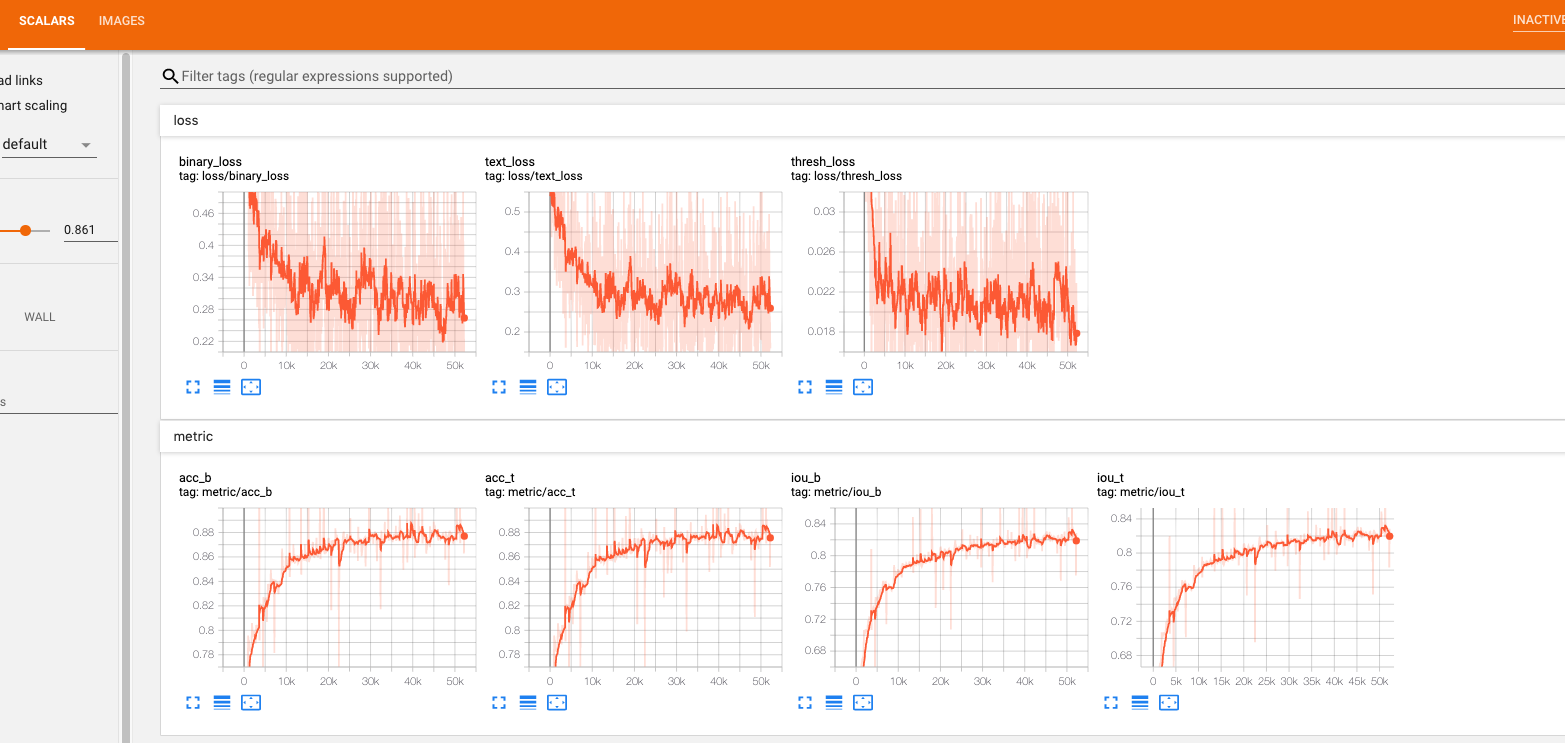 SCALARS IMAGES INACTIVE
ad links
Filter tags (regular expressions supported)
nart scaling
loss
default
binary_loss
tag: loss/binary_loss
0.46
0.4
0.34
0.28
0.22
0 10k 20k 30k 40k 50k
text_loss
tag: loss/text_loss
0.5
0.4
0.3
0.2
0 10k 20k 30k 40k 50k
thresh_loss
tag: loss/thresh_loss
0.03
0.026
0.022
0.018
0 10k 20k 30k 40k 50k
0.861
WALL
s
metric
acc_b
tag: metric/acc_b
0.88
0.86
0.84
0.82
0.8
0.78
0 10k 20k 30k 40k 50k
acc_t
tag: metric/acc_t
0.88
0.86
0.84
0.82
0.8
0.78
0 10k 20k 30k 40k 50k
iou_b
tag: metric/iou_b
0.84
0.8
0.76
0.72
0.68
0 10k 20k 30k 40k 50k
iou_t
tag: metric/iou_t
0.84
0.8
0.76
0.72
0.68
0 5k 10k 15k 20k 25k 30k 35k 40k 45k 50k